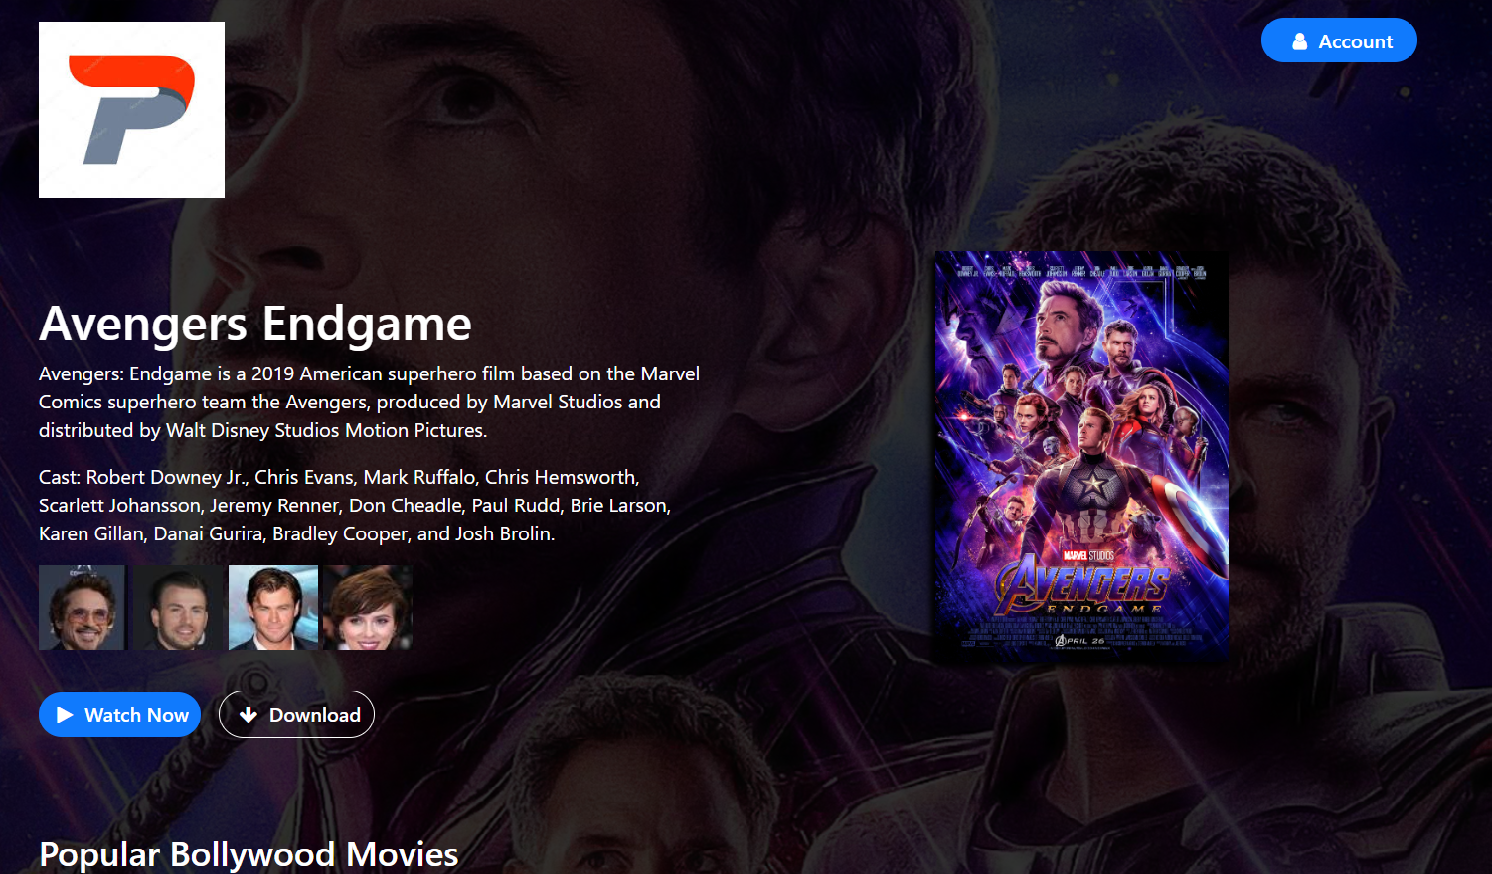 P
Account
Avengers Endgame
Avengers: Endgame is a 2019 American superhero film based on the Marvel
Comics superhero team the Avengers, produced by Marvel Studios and
distributed by Walt Disney Studios Motion Pictures.
Cast: Robert Downey Jr., Chris Evans, Mark Ruffalo, Chris Hemsworth,
Scarlett Johansson, Jeremy Renner, Don Cheadle, Paul Rudd, Brie Larson,
Karen Gillan, Danai Gurira, Bradley Cooper, and Josh Brolin.
MARVEL STUDIOS
AVENGERS
ENDGAME
APRIL 26
Watch Now
Download
Popular Bollywood Movies